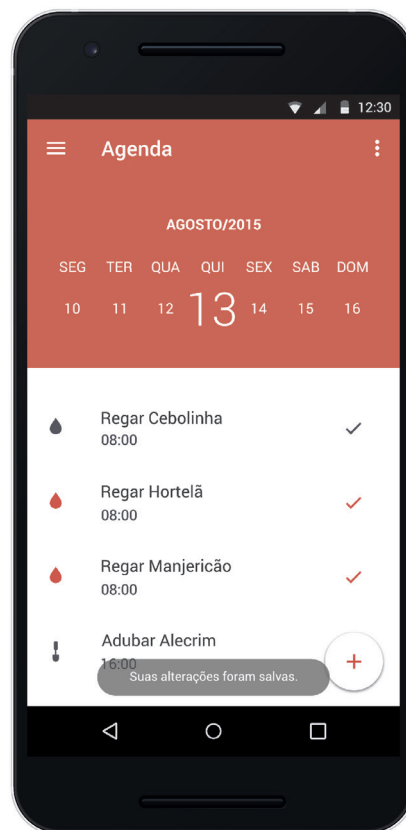 12:30
Agenda
AGOSTO/2015
SEG TER QUA QUI SEX SAB DOM
10 11 12 13 14 15 16
Regar Cebolinha
08:00
Regar Hortelã
08:00
Regar Manjericão
08:00
Adubar Alecrim
16:00
Suas alterações foram salvas.